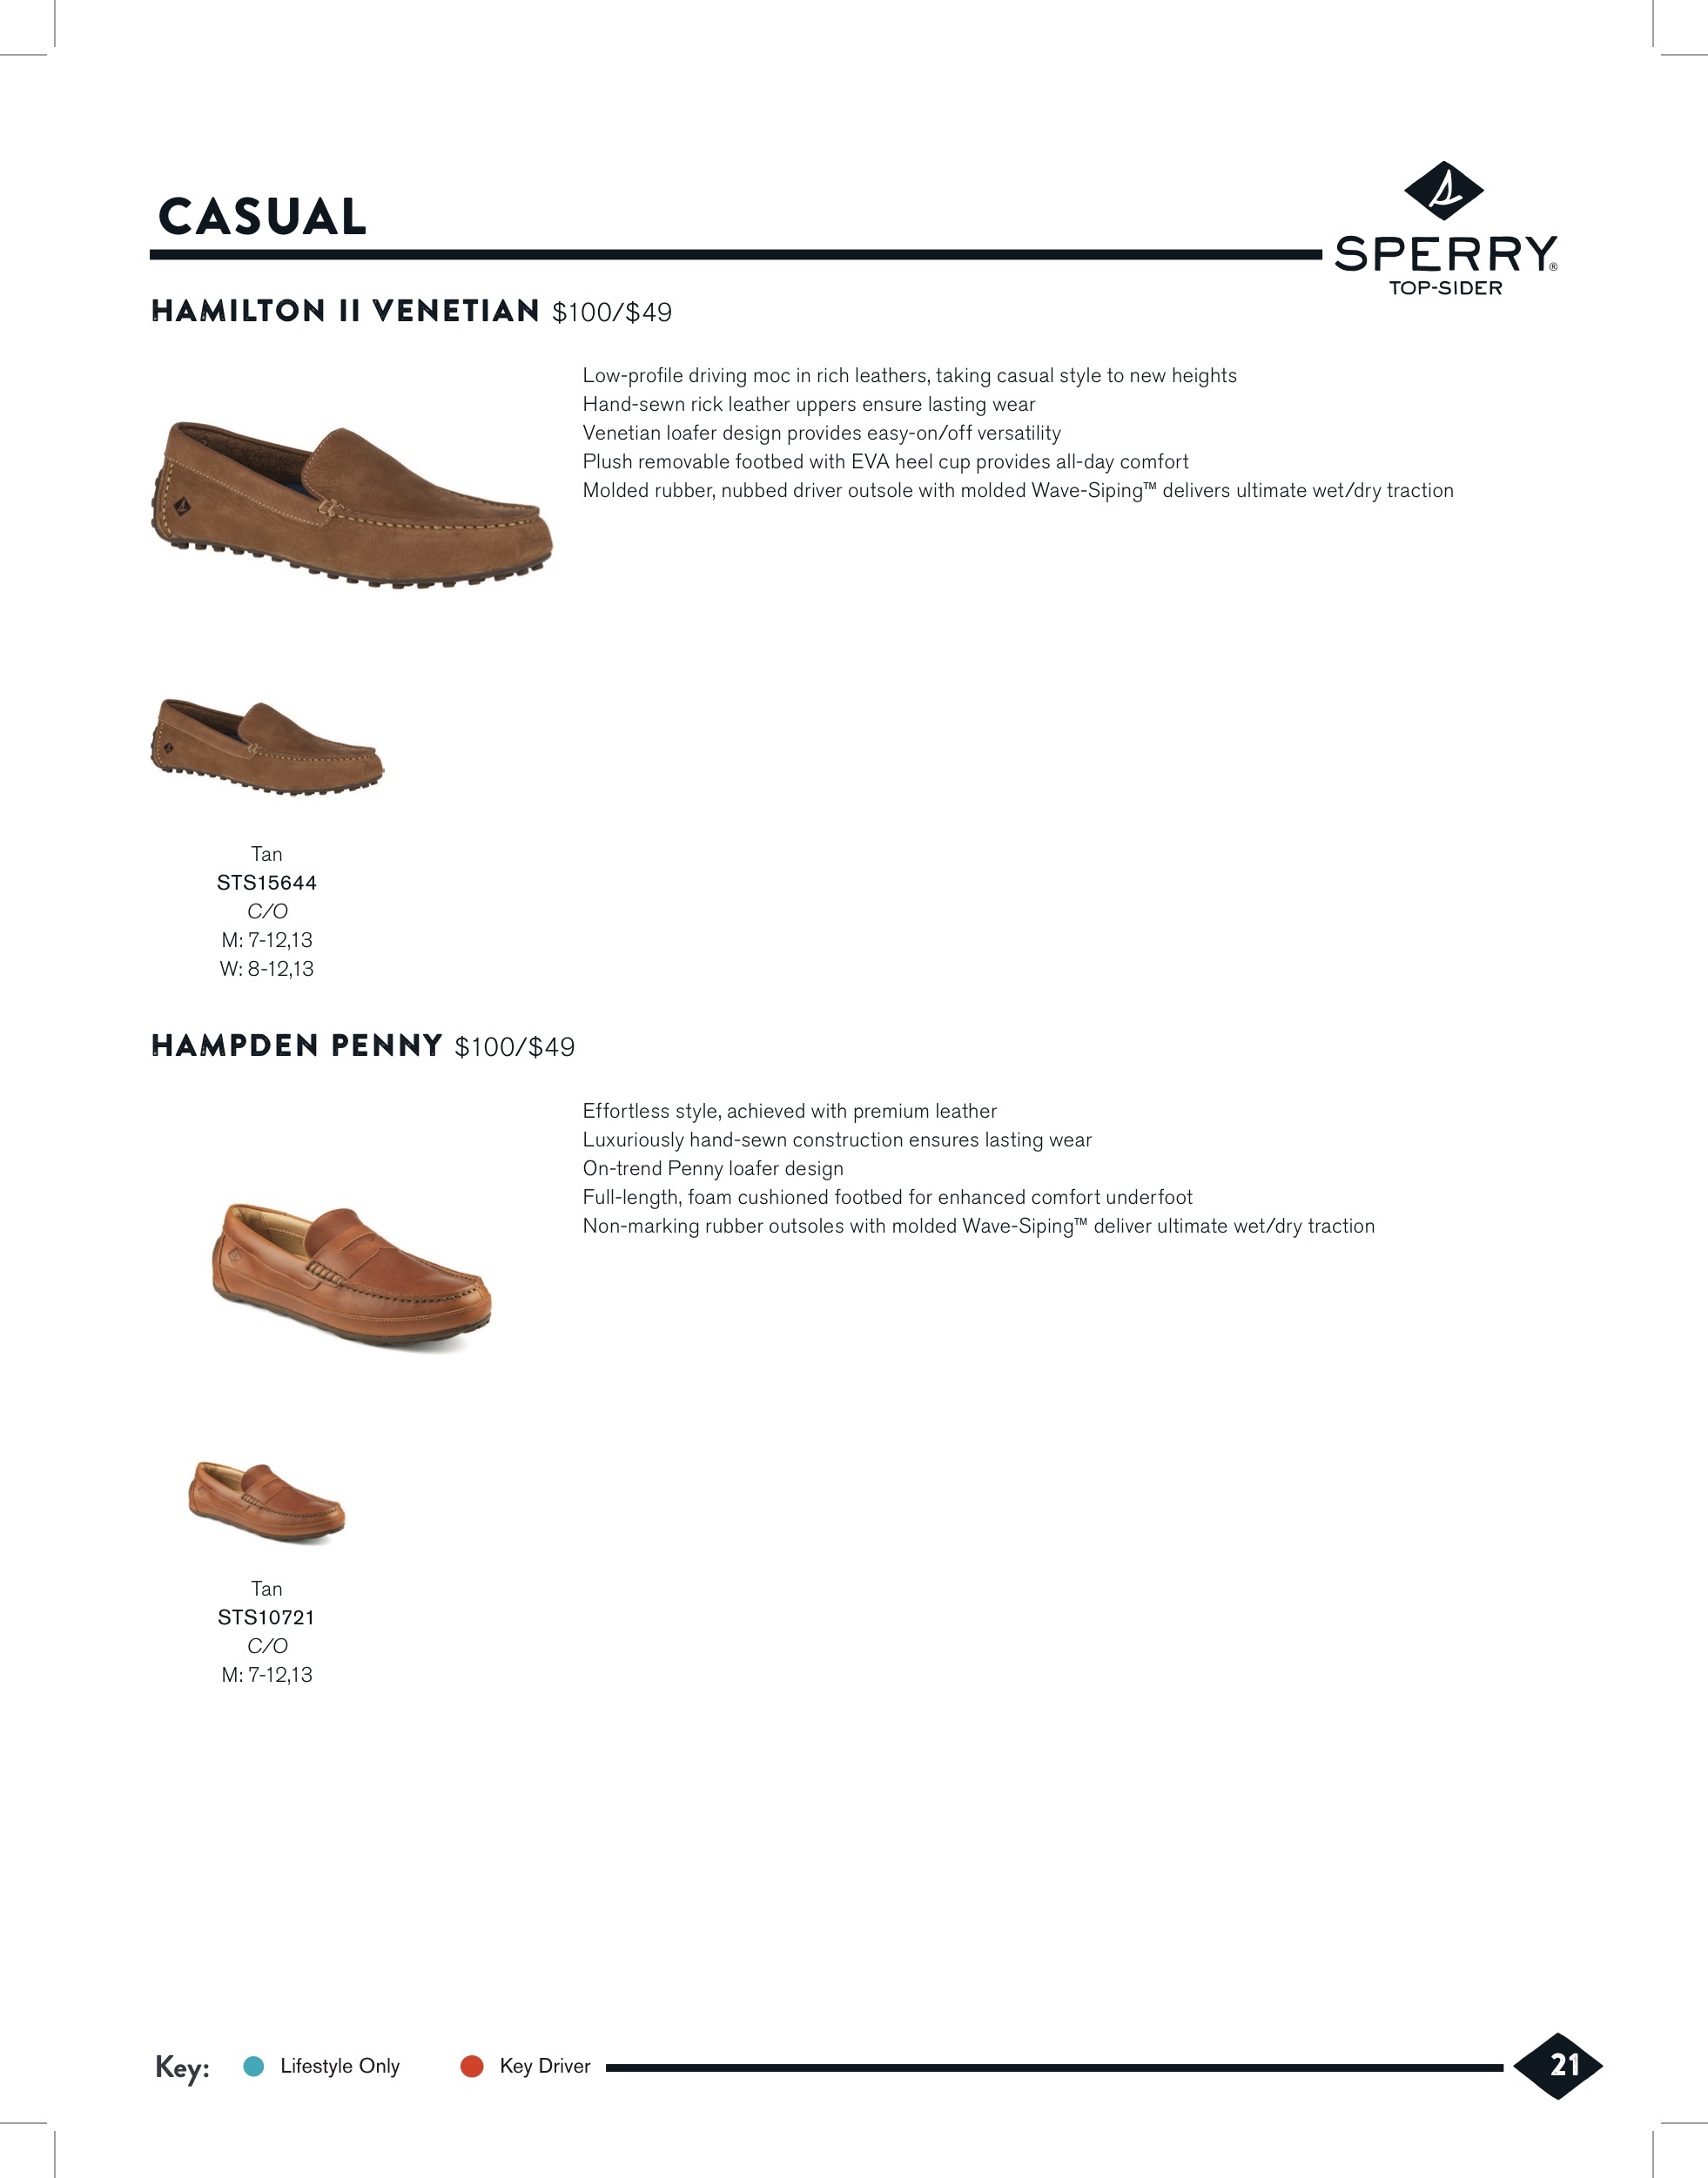 CASUAL
SPERRY®
TOP-SIDER
HAMILTON II VENETIAN $100/$49
Low-profile driving moc in rich leathers, taking casual style to new heights
Hand-sewn rick leather uppers ensure lasting wear
Venetian loafer design provides easy-on/off versatility
Plush removable footbed with EVA heel cup provides all-day comfort
Molded rubber, nubbed driver outsole with molded Wave-Siping™ delivers ultimate wet/dry traction
Tan
STS15644
C/O
M: 7-12,13
W: 8-12,13
HAMPDEN PENNY $100/$49
Effortless style, achieved with premium leather
Luxuriously hand-sewn construction ensures lasting wear
On-trend Penny loafer design
Full-length, foam cushioned footbed for enhanced comfort underfoot
Non-marking rubber outsoles with molded Wave-Siping™ deliver ultimate wet/dry traction
Tan
STS10721
C/O
M: 7-12,13
Key: Lifestyle Only Key Driver 21